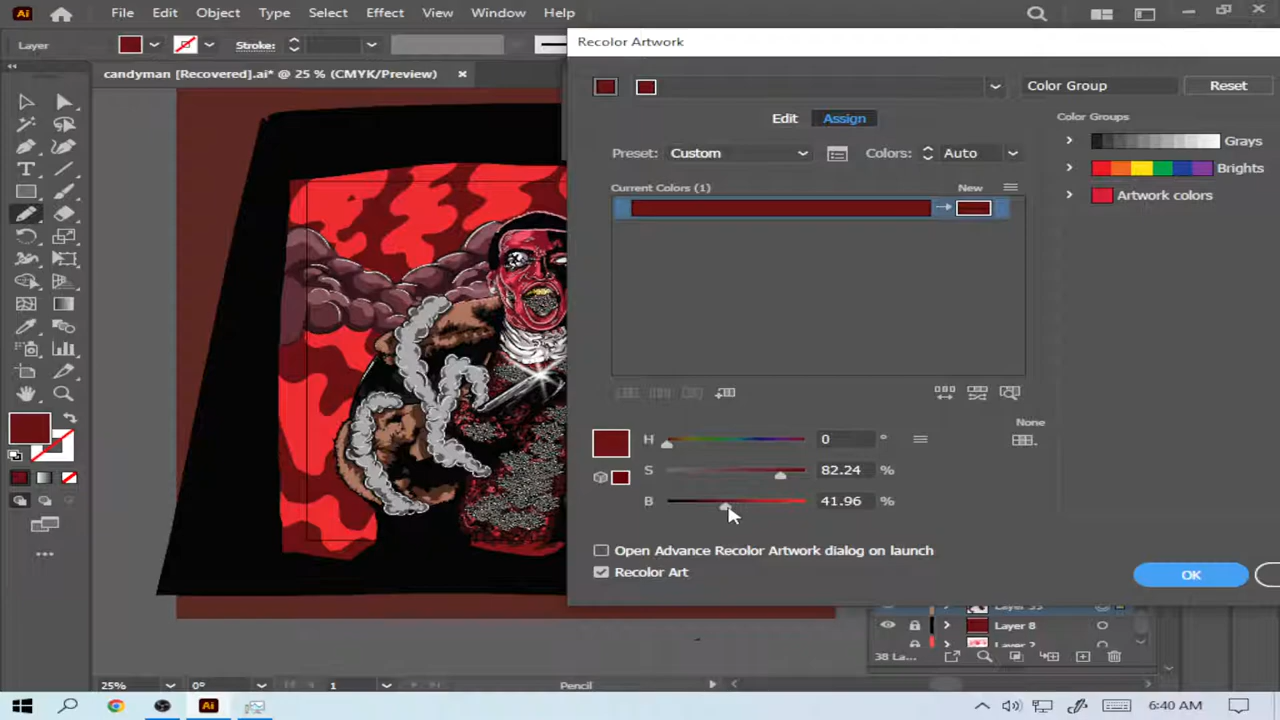 Ai File Edit Object Type Select Effect View Window Help
Layer Stroke:
Recolor Artwork
candyman [Recovered].ai* @ 25 % (CMYK/Preview)
Color Group Reset
Edit Assign
Color Groups
Preset: Custom Colors: Auto
Grays
Brights
Artwork colors
Current Colors (1) New
None
H 0 °
S 82.24 %
B 41.96 %
Open Advance Recolor Artwork dialog on launch
Recolor Art
OK
Layer 8
38 La...
25% 0° 1 Pencil
Ai 6:40 AM